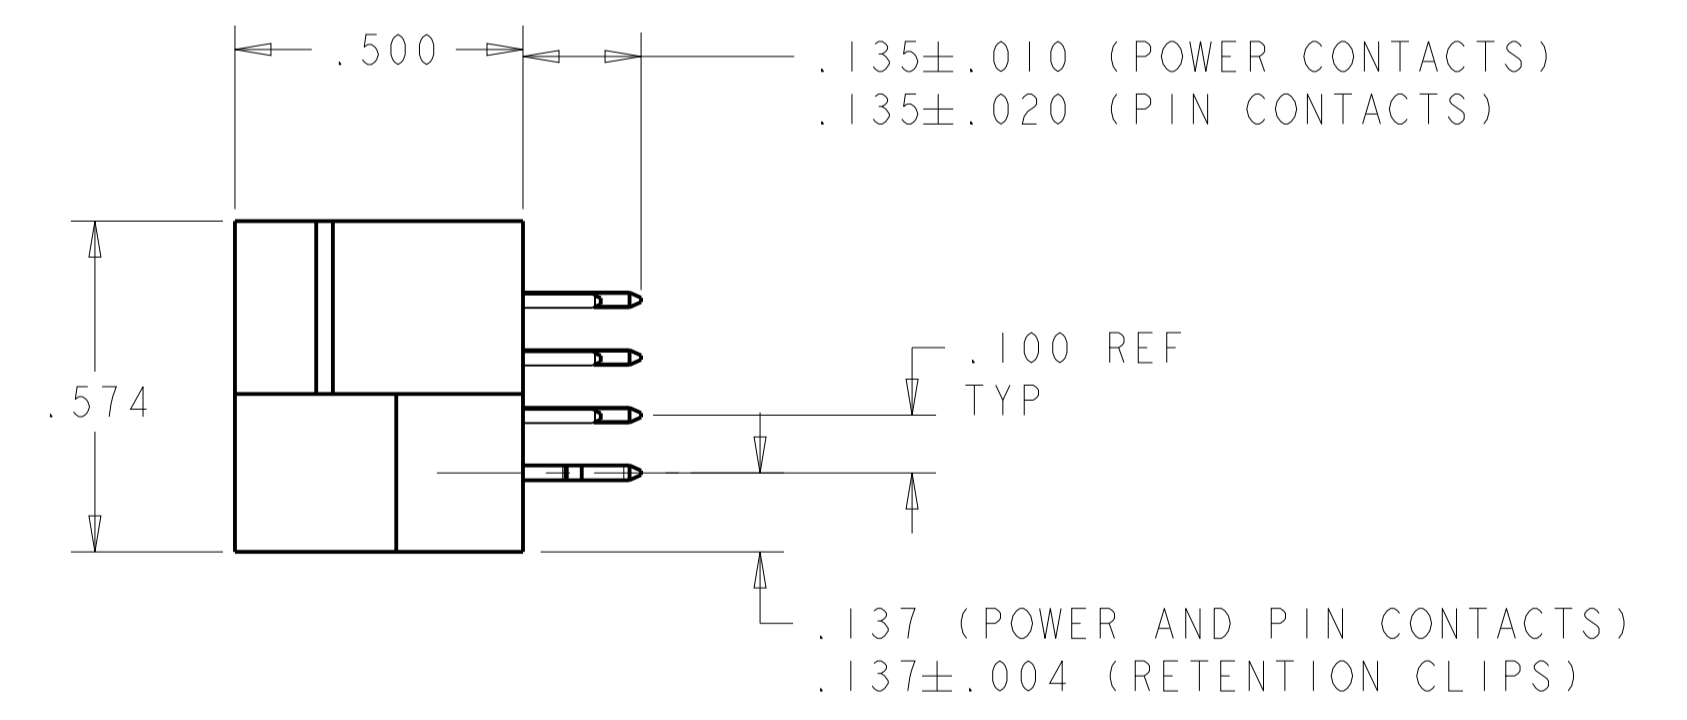 .500
.135±.010 (POWER CONTACTS)
.135±.020 (PIN CONTACTS)
.100 REF
TYP
.574
.137 (POWER AND PIN CONTACTS)
.137±.004 (RETENTION CLIPS)